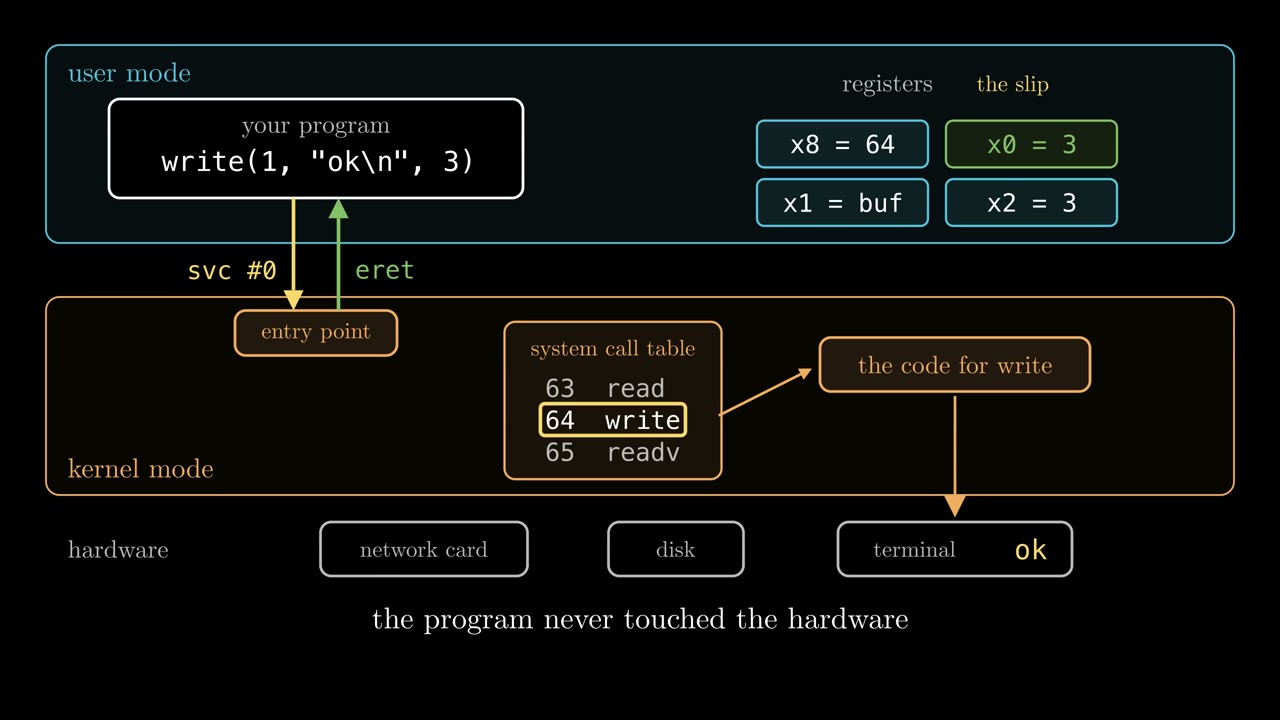 user mode
registers
the slip
your program
write(1, "ok\n", 3)
x8 = 64
x0 = 3
x1 = buf
x2 = 3
svc #0
eret
entry point
system call table
63 read
64 write
65 readv
the code for write
kernel mode
hardware
network card
disk
terminal
ok
the program never touched the hardware